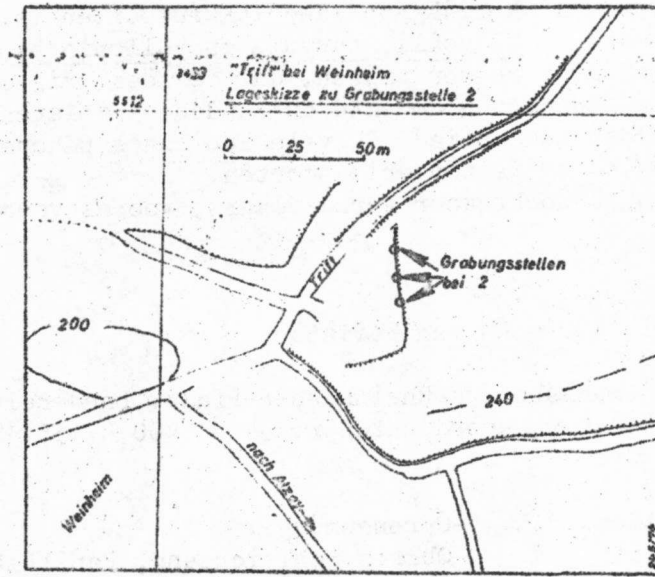 3433 "Trift" bei Weinheim
5512 Lageskizze zu Grabungsstelle 2
0 25 50m
Trift
Grabungsstellen
bei 2
200
240
nach Alzey
Weinheim